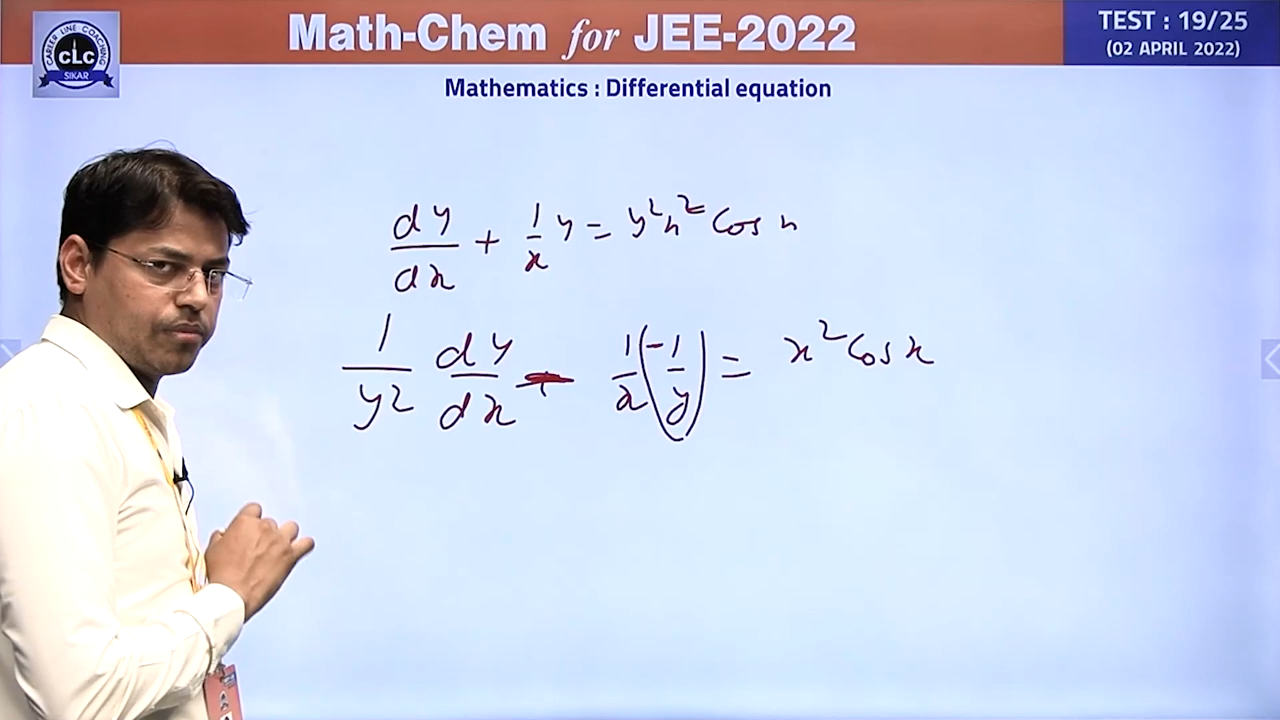 CAREER LINE COACHING
CLC
SIKAR
Math-Chem for JEE-2022
TEST : 19/25
(02 APRIL 2022)
Mathematics : Differential equation
dy/dx + 1/x y = y²x² cos x
1/y² dy/dx - 1/x (-1/y) = x² cos x